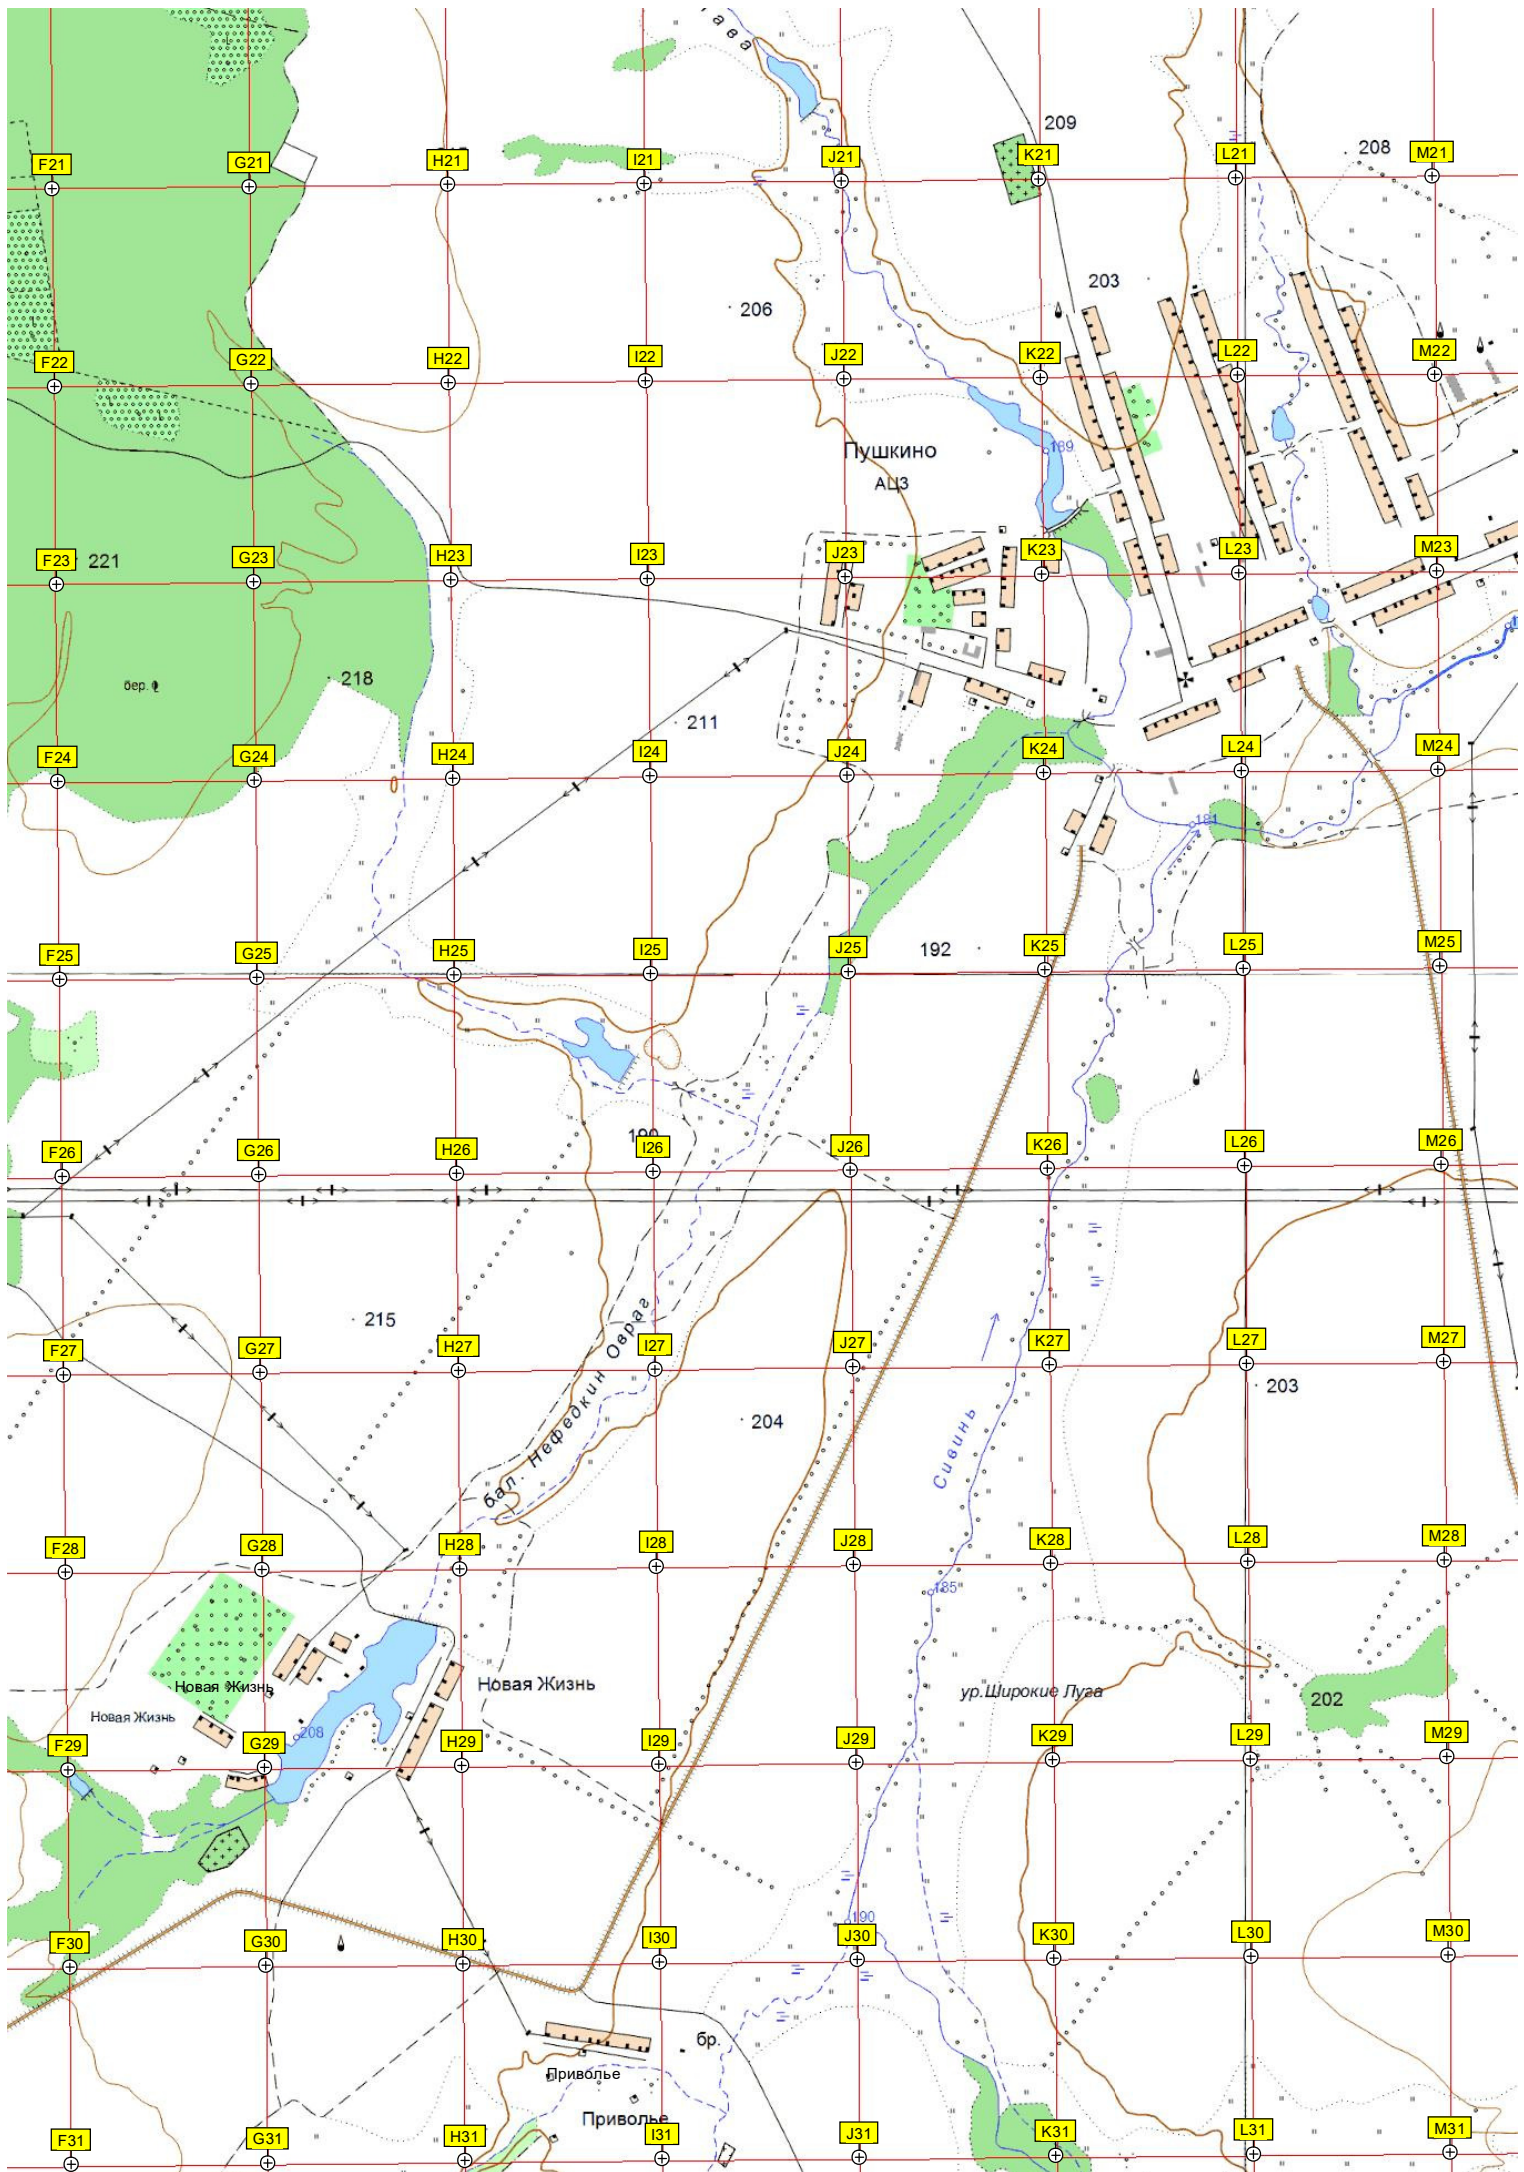 ава
209
208
F21 G21 H21 I21 J21 K21 L21 M21
203
206
F22 G22 H22 I22 J22 K22 L22 M22
Пушкино
189
АЦЗ
F23 G23 H23 I23 J23 K23 L23 M23
221
218
бер.
211
F24 G24 H24 I24 J24 K24 L24 M24
181
192
F25 G25 H25 I25 J25 K25 L25 M25
190
F26 G26 H26 I26 J26 K26 L26 M26
215
F27 G27 H27 I27 J27 K27 L27 M27
203
204
бал. Нефедкин Овраг
Сивинь
F28 G28 H28 I28 J28 K28 L28 M28
185
Новая Жизнь
Новая Жизнь
ур.Широкие Луга
202
Новая Жизнь
208
F29 G29 H29 I29 J29 K29 L29 M29
190
F30 G30 H30 I30 J30 K30 L30 M30
бр.
Приволье
Приволье
F31 G31 H31 I31 J31 K31 L31 M31